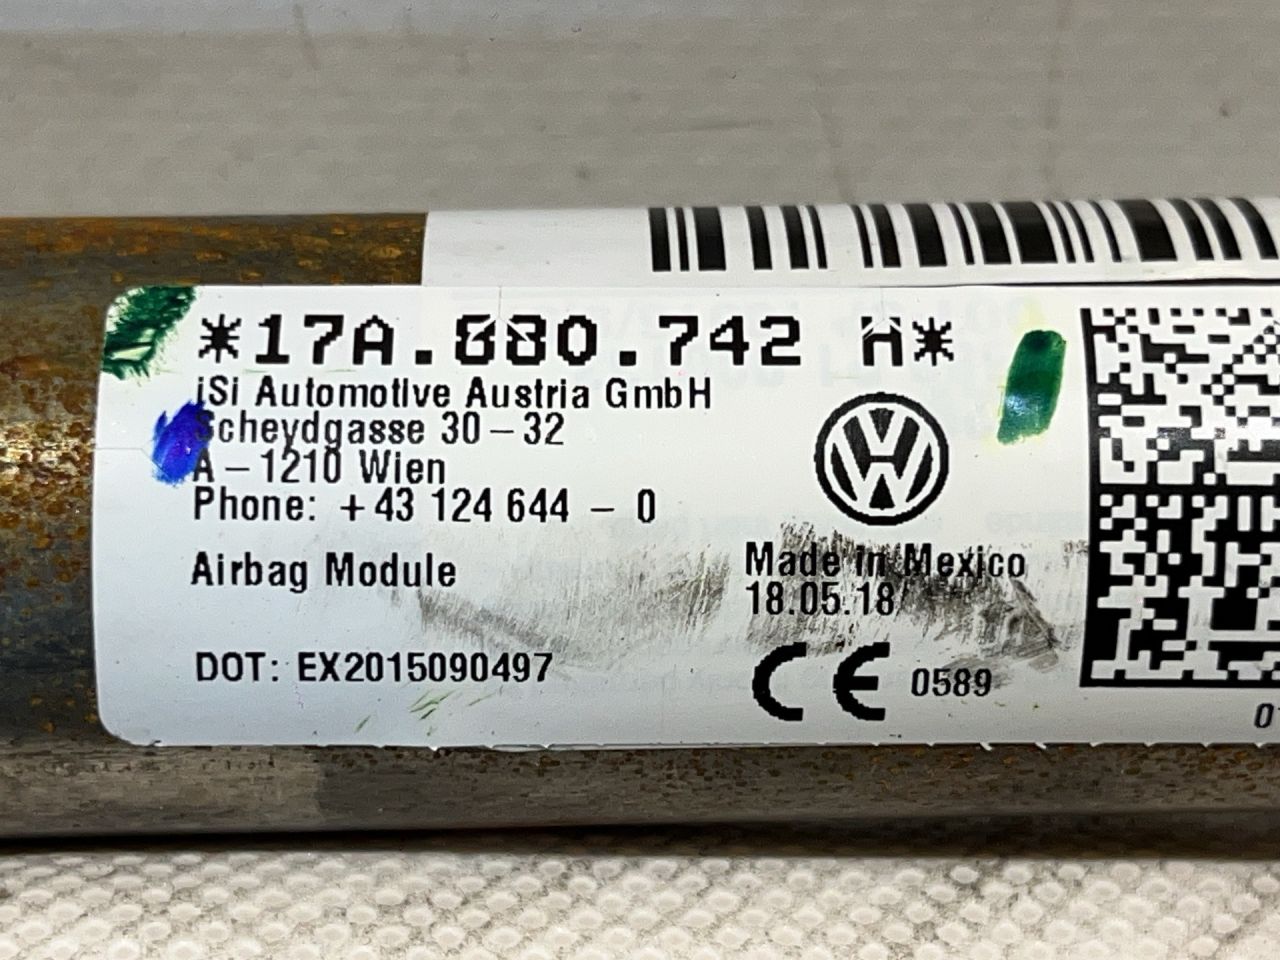 *17A.880.742 H*
iSi Automotive Austria GmbH
Scheydgasse 30-32
A-1210 Wien
Phone: +43 124 644 - 0
Airbag Module
Made in Mexico
18.05.18
DOT: EX2015090497
CE 0589